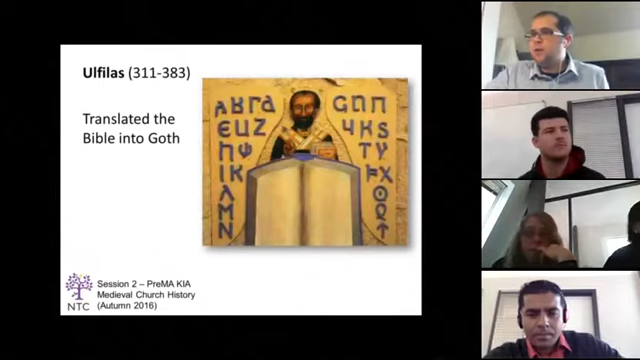 Ulfilas (311-383)
Translated the
Bible into Goth
NTC
Session 2 – PreMA KIA
Medieval Church History
(Autumn 2016)